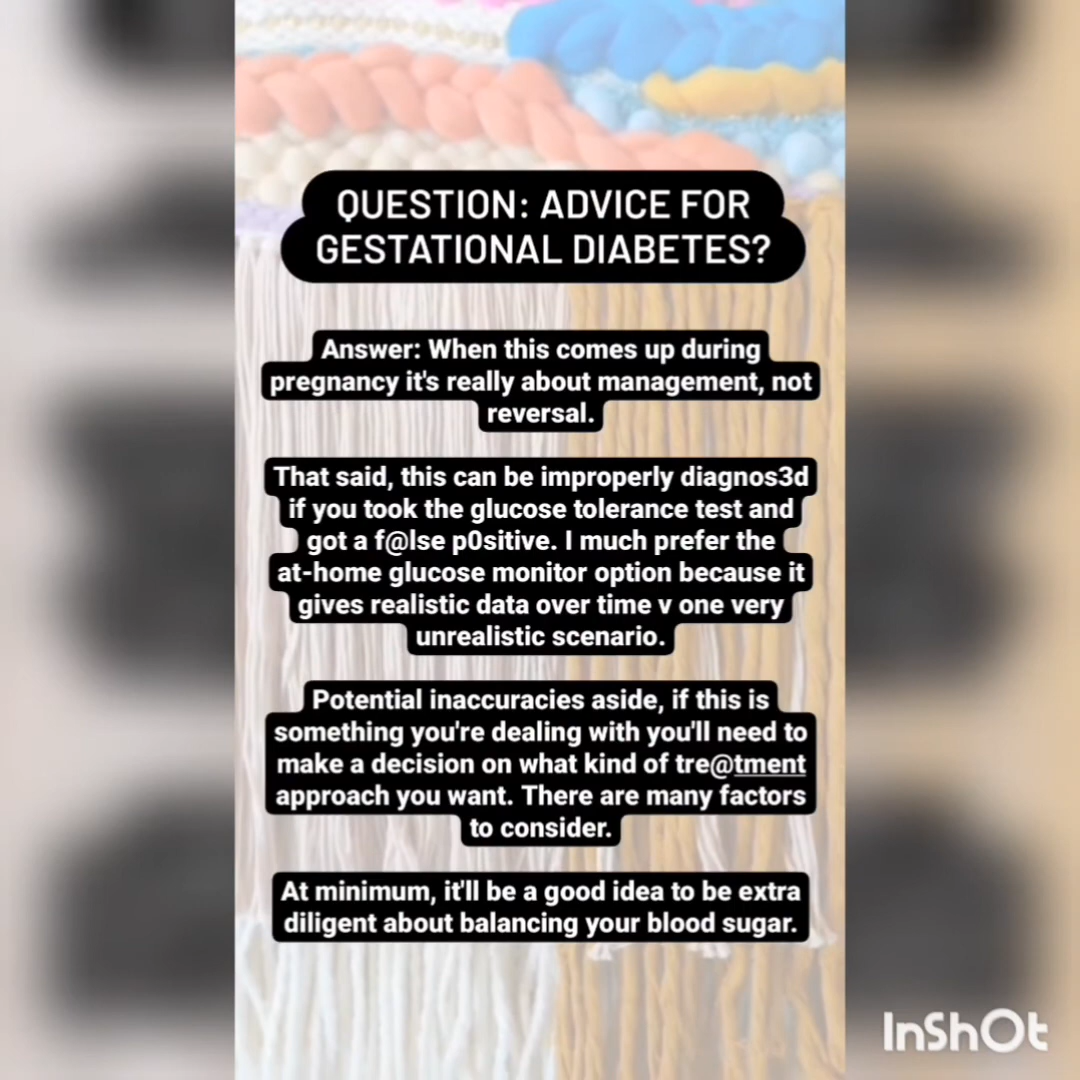 QUESTION: ADVICE FOR
GESTATIONAL DIABETES?
Answer: When this comes up during
pregnancy it's really about management, not
reversal.
That said, this can be improperly diagnos3d
if you took the glucose tolerance test and
got a f@lse p0sitive. I much prefer the
at-home glucose monitor option because it
gives realistic data over time v one very
unrealistic scenario.
Potential inaccuracies aside, if this is
something you're dealing with you'll need to
make a decision on what kind of tre@tment
approach you want. There are many factors
to consider.
At minimum, it'll be a good idea to be extra
diligent about balancing your blood sugar.
InShOt